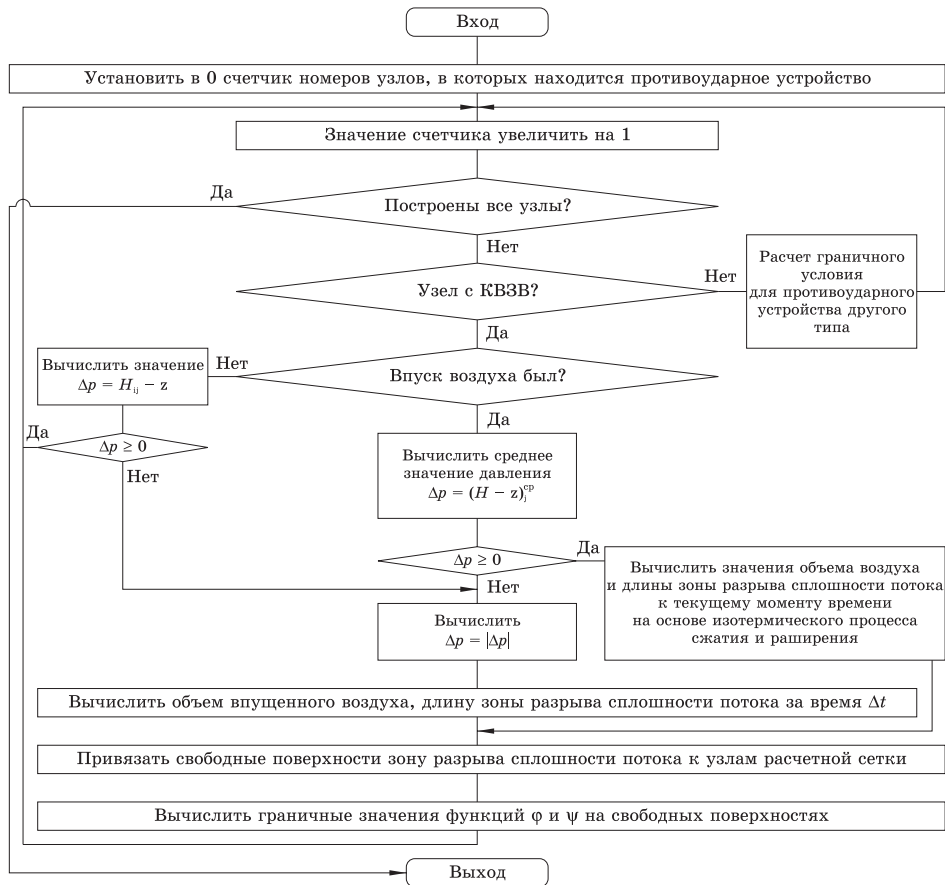 Вход
Установить в 0 счетчик номеров узлов, в которых находится противоударное устройство
Значение счетчика увеличить на 1
Да
Построены все узлы?
Нет
Узел с КВЗВ?
Нет
Расчет граничного
условия
для противоударного
устройства другого
типа
Да
Вычислить значение
Δp = H_ij − z
Нет
Впуск воздуха был?
Да
Да
Δp ≥ 0
Нет
Вычислить среднее
значение давления
Δp = (H − z)_j^ср
Δp ≥ 0
Да
Нет
Вычислить значения объема воздуха
и длины зоны разрыва сплошности потока
к текущему моменту времени
на основе изотермического процесса
сжатия и раширения
Вычислить
Δp = |Δp|
Вычислить объем впущенного воздуха, длину зоны разрыва сплошности потока за время Δt
Привязать свободные поверхности зону разрыва сплошности потока к узлам расчетной сетки
Вычислить граничные значения функций φ и ψ на свободных поверхностях
Выход